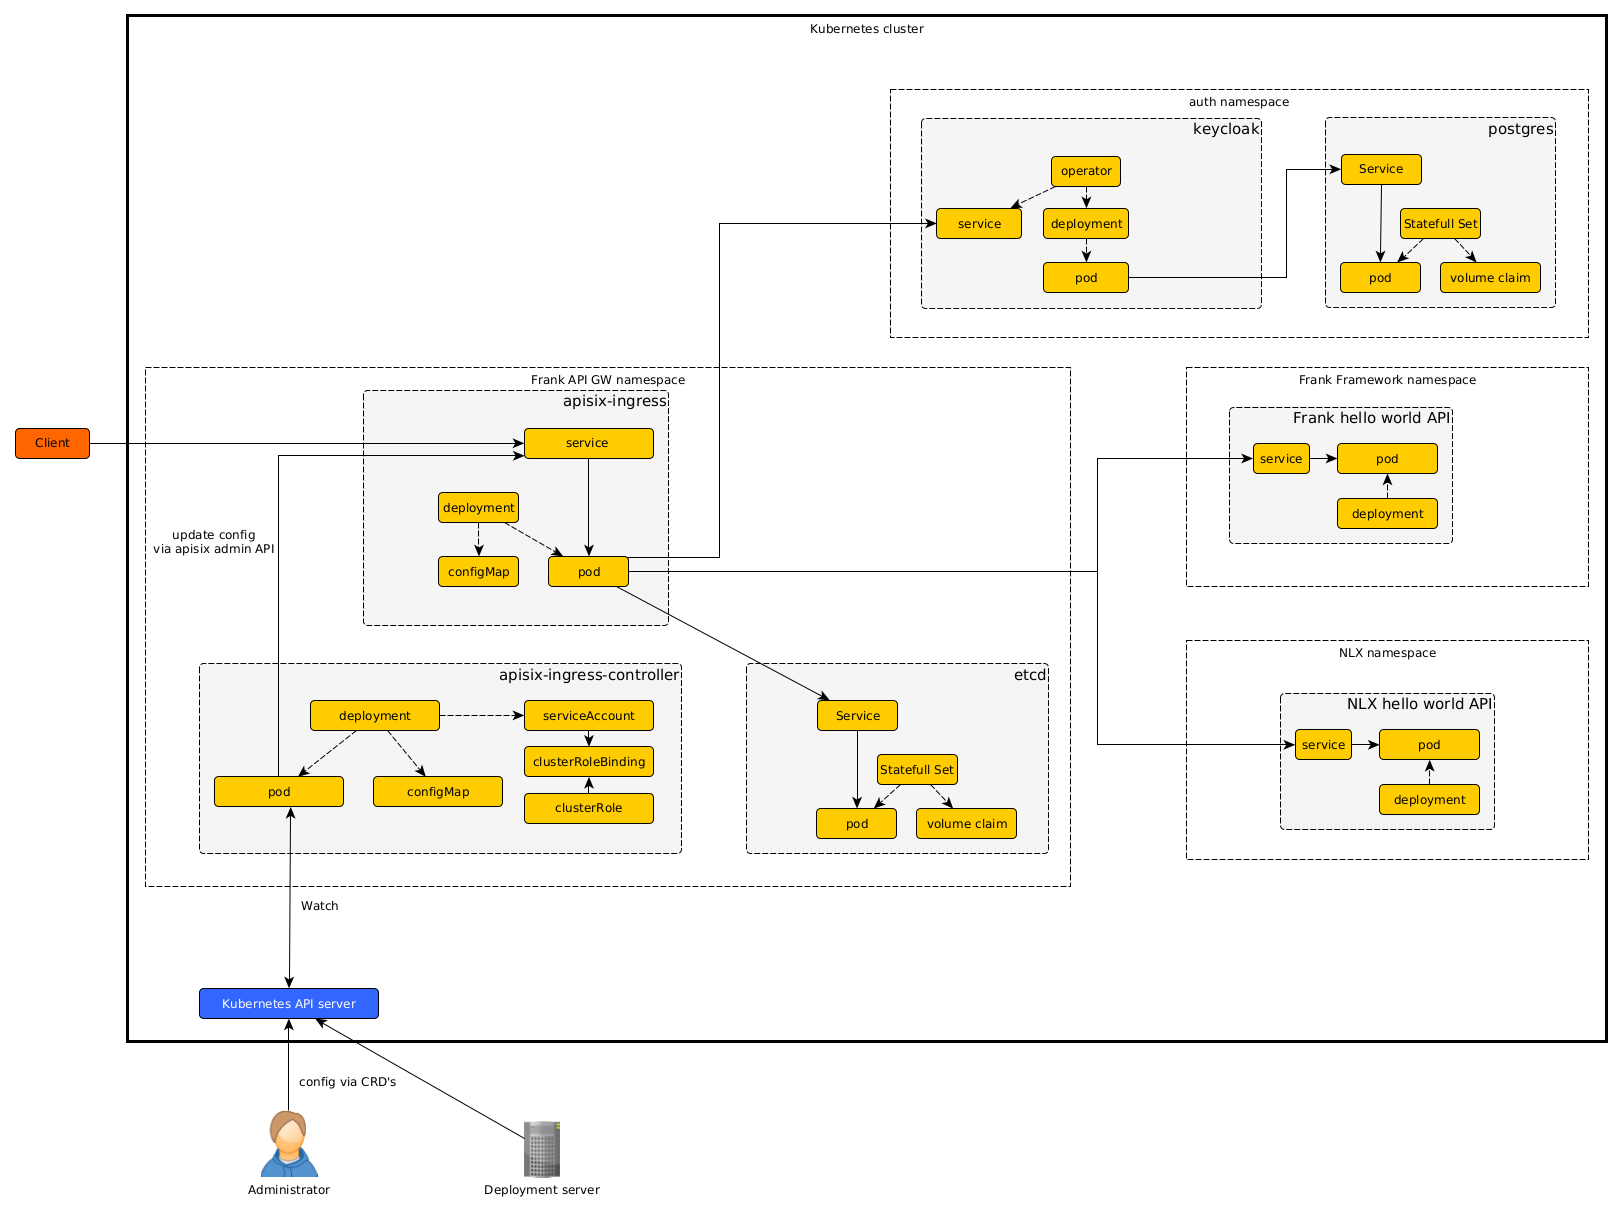 Kubernetes cluster
auth namespace
keycloak
operator
service
deployment
pod
postgres
Service
Statefull Set
pod
volume claim
Frank API GW namespace
apisix-ingress
Client
service
deployment
configMap
pod
update config
via apisix admin API
Frank Framework namespace
Frank hello world API
service
pod
deployment
apisix-ingress-controller
deployment
serviceAccount
clusterRoleBinding
pod
configMap
clusterRole
etcd
Service
Statefull Set
pod
volume claim
NLX namespace
NLX hello world API
service
pod
deployment
Watch
Kubernetes API server
config via CRD's
Administrator
Deployment server